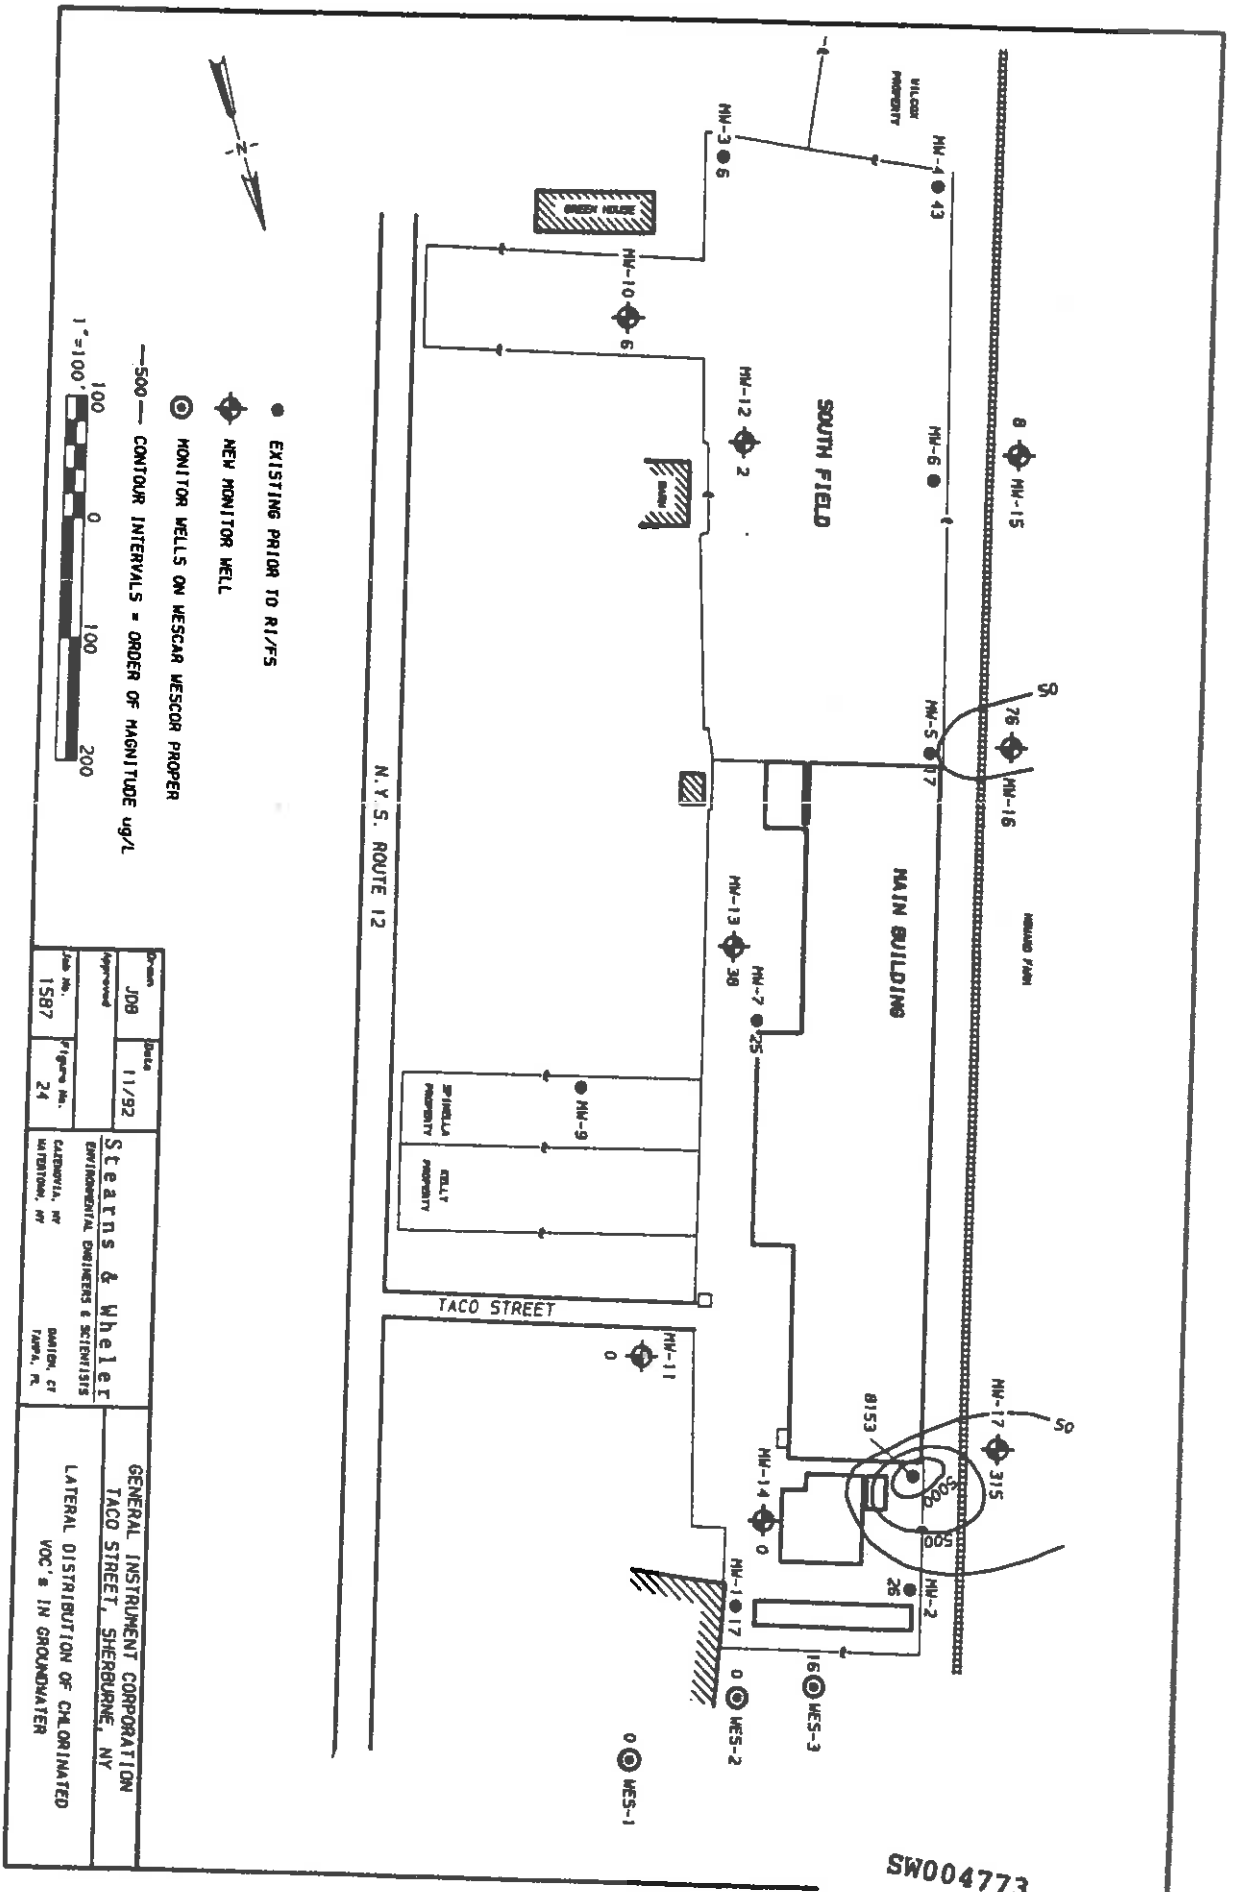 WILCOX
PROPERTY
MW-3
6
MW-4
43
GREEN HOUSE
MW-10
6
MW-12
2
BARN
SOUTH FIELD
MW-6
8
MW-15
MW-5
17
50
76
MW-16
N
EXISTING PRIOR TO RI/FS
NEW MONITOR WELL
MONITOR WELLS ON WESCAR WESCOR PROPER
—500— CONTOUR INTERVALS = ORDER OF MAGNITUDE ug/L
1"=100'
100
0
100
200
N.Y.S. ROUTE 12
MAIN BUILDING
MW-13
38
MW-7
25
MW-9
SPINELLA
PROPERTY
KELLY
PROPERTY
TACO STREET
MW-11
0
8153
MW-17
315
50
5000
500
MW-14
0
MW-2
26
MW-1
17
16
WES-3
0
WES-2
0
WES-1
Drawn
JDB
Date
11/92
Approved
Job No.
1587
Figure No.
24
Stearns & Wheler
ENVIRONMENTAL ENGINEERS & SCIENTISTS
CAZENOVIA, NY
DARIEN, CT
WATERTOWN, NY
TAMPA, FL
GENERAL INSTRUMENT CORPORATION
TACO STREET, SHERBURNE, NY
LATERAL DISTRIBUTION OF CHLORINATED
VOC's IN GROUNDWATER
SW004773